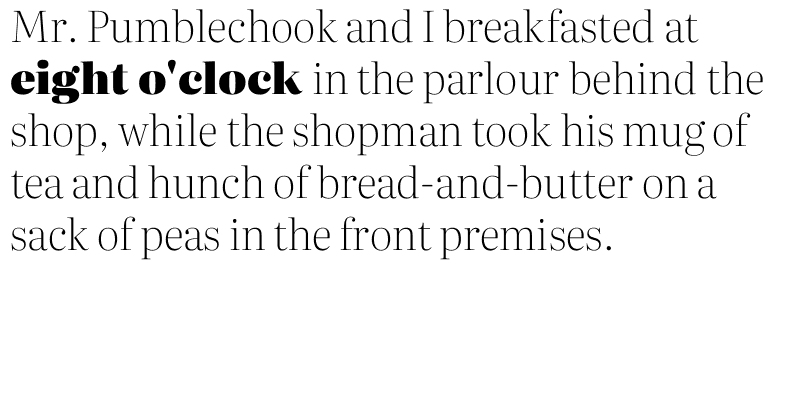 Mr. Pumblechook and I breakfasted at
eight o'clock in the parlour behind the
shop, while the shopman took his mug of
tea and hunch of bread-and-butter on a
sack of peas in the front premises.